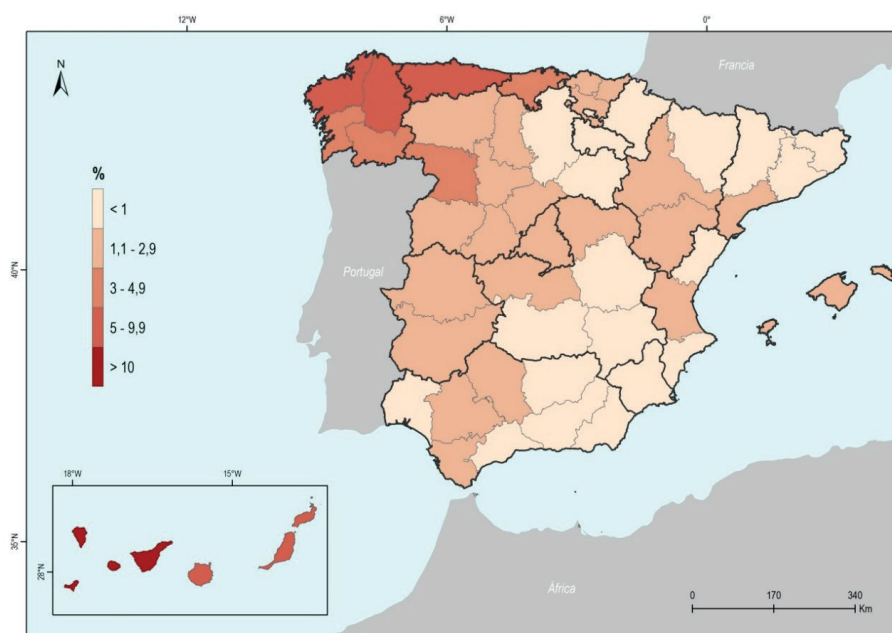 12°W 6°W 0°
N
Francia
%
< 1
1,1 - 2,9
3 - 4,9
5 - 9,9
> 10
40°N
Portugal
18°W 15°W
35°N
28°N
África
0 170 340
Km